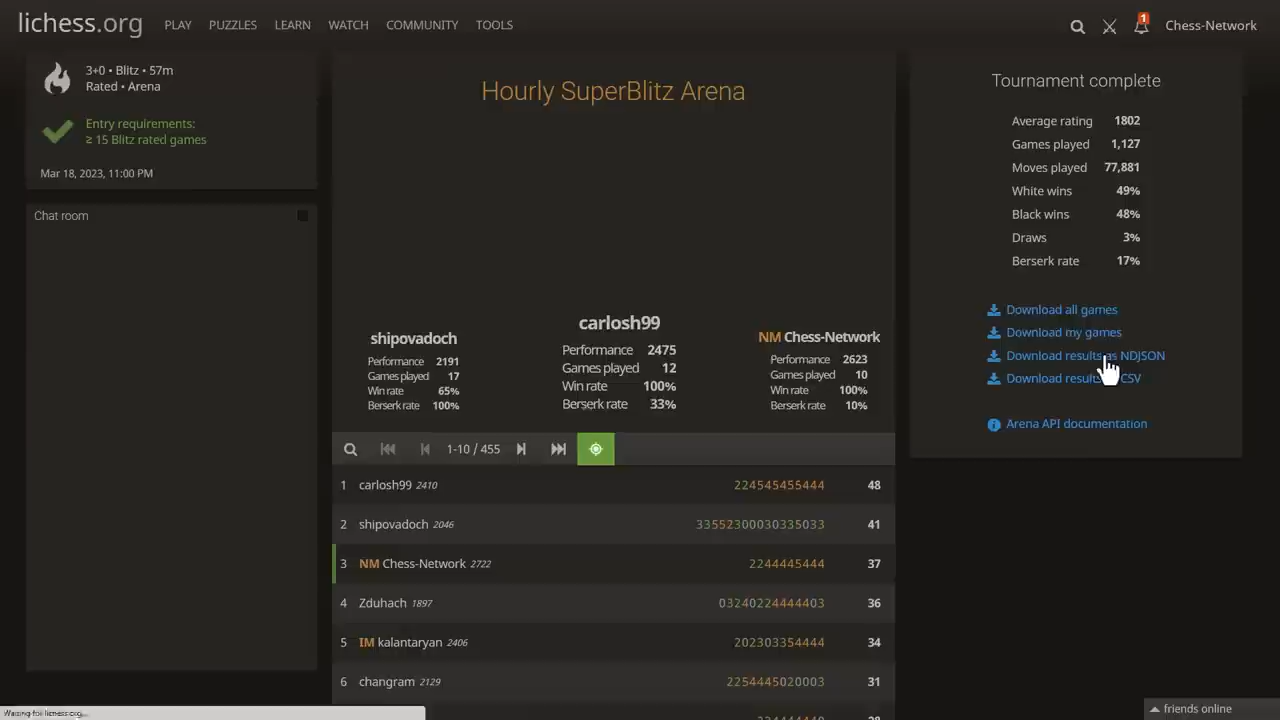 lichess.org PLAY PUZZLES LEARN WATCH COMMUNITY TOOLS 1 Chess-Network
3+0 • Blitz • 57m
Rated • Arena
Entry requirements:
≥ 15 Blitz rated games
Mar 18, 2023, 11:00 PM
Chat room
Hourly SuperBlitz Arena
shipovadoch
Performance 2191
Games played 17
Win rate 65%
Berserk rate 100%
carlosh99
Performance 2475
Games played 12
Win rate 100%
Berserk rate 33%
NM Chess-Network
Performance 2623
Games played 10
Win rate 100%
Berserk rate 10%
1-10 / 455
1 carlosh99 2410 224545455444 48
2 shipovadoch 2046 33552300030335033 41
3 NM Chess-Network 2722 2244445444 37
4 Zduhach 1897 03240224444403 36
5 IM kalantaryan 2406 202303354444 34
6 changram 2129 2254445020003 31
Tournament complete
Average rating 1802
Games played 1,127
Moves played 77,881
White wins 49%
Black wins 48%
Draws 3%
Berserk rate 17%
Download all games
Download my games
Download results as NDJSON
Download results CSV
Arena API documentation
Waiting for lichess.org...
friends online